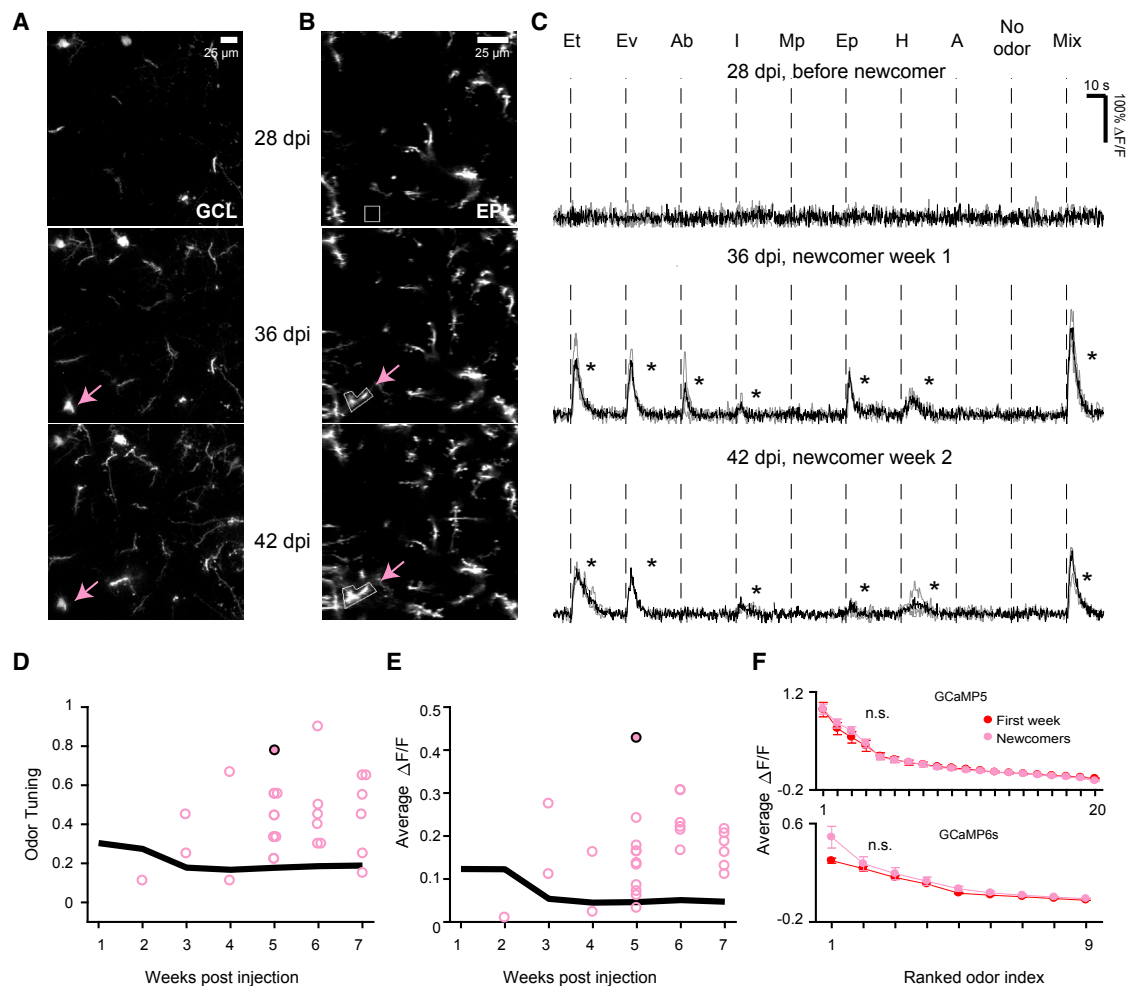 A
B
C
25 µm
25 µm
Et Ev Ab I Mp Ep H A No odor Mix
28 dpi, before newcomer
10 s
100% ΔF/F
28 dpi
GCL
EPL
36 dpi, newcomer week 1
* * * * * * *
36 dpi
42 dpi, newcomer week 2
* * * * * *
42 dpi
D
E
F
Odor Tuning
1
0.8
0.6
0.4
0.2
0
1 2 3 4 5 6 7
Weeks post injection
Average ΔF/F
0.5
0.4
0.3
0.2
0.1
0
1 2 3 4 5 6 7
Weeks post injection
Average ΔF/F
1.2
-0.2
n.s.
GCaMP5
First week
Newcomers
1 20
0.6
-0.2
n.s.
GCaMP6s
1 9
Ranked odor index